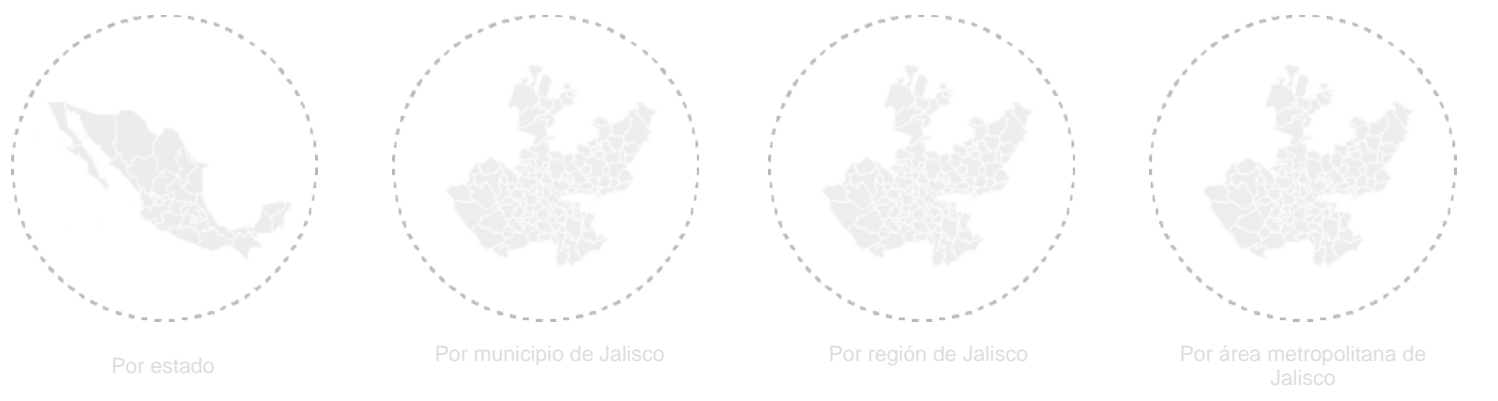 Por estado
Por municipio de Jalisco
Por región de Jalisco
Por área metropolitana de
Jalisco